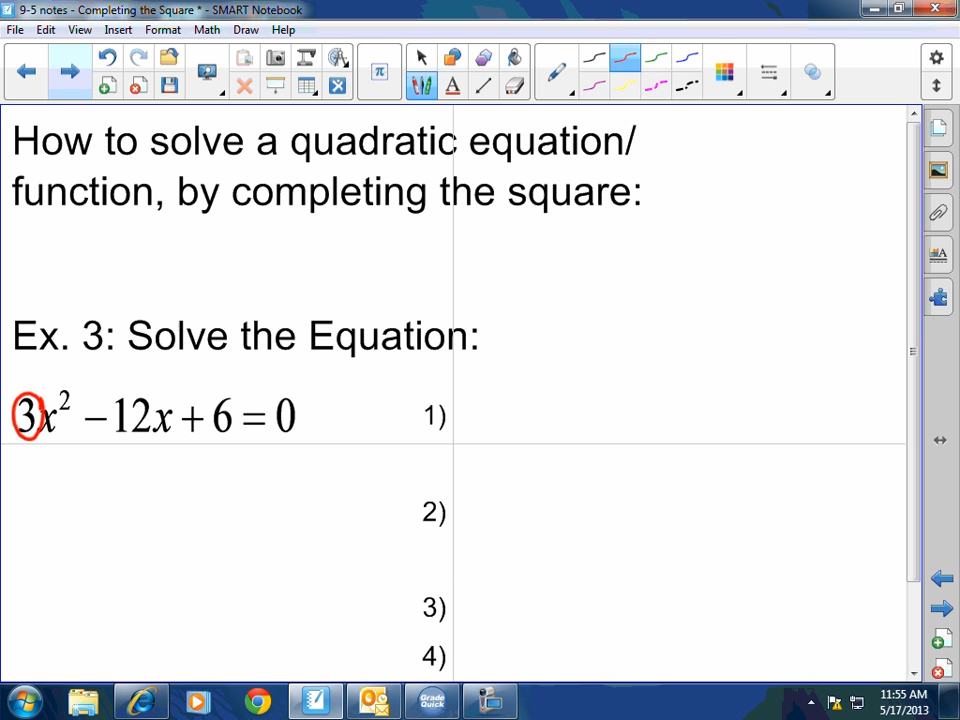 9-5 notes - Completing the Square * - SMART Notebook
File Edit View Insert Format Math Draw Help
π
How to solve a quadratic equation/
function, by completing the square:
Ex. 3: Solve the Equation:
3x² − 12x + 6 = 0
1)
2)
3)
4)
Grade
Quick
11:55 AM
5/17/2013